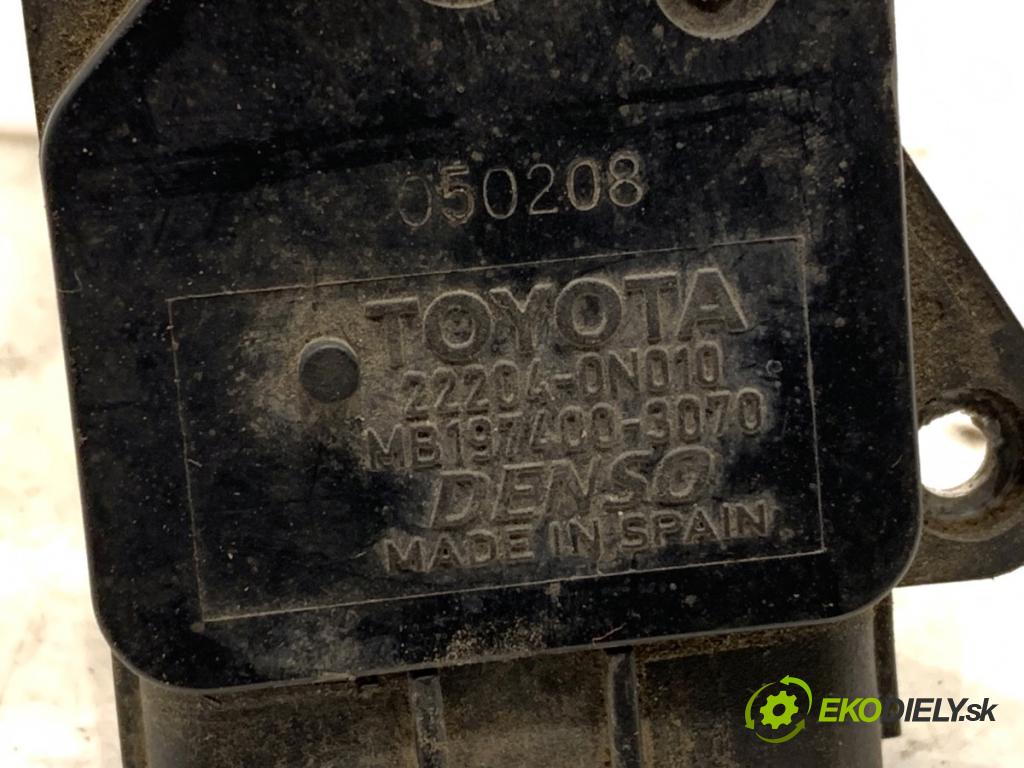 050208
TOYOTA
22204-0N010
MB197400-3070
DENSO
MADE IN SPAIN
EKODIELY.sk